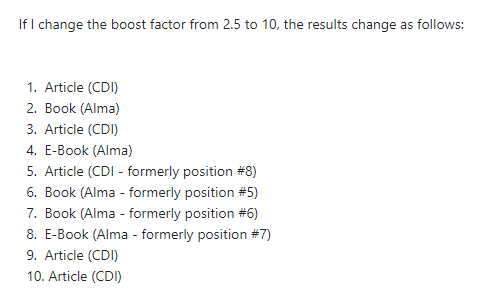 If I change the boost factor from 2.5 to 10, the results change as follows:
1. Article (CDI)
2. Book (Alma)
3. Article (CDI)
4. E-Book (Alma)
5. Article (CDI - formerly position #8)
6. Book (Alma - formerly position #5)
7. Book (Alma - formerly position #6)
8. E-Book (Alma - formerly position #7)
9. Article (CDI)
10. Article (CDI)